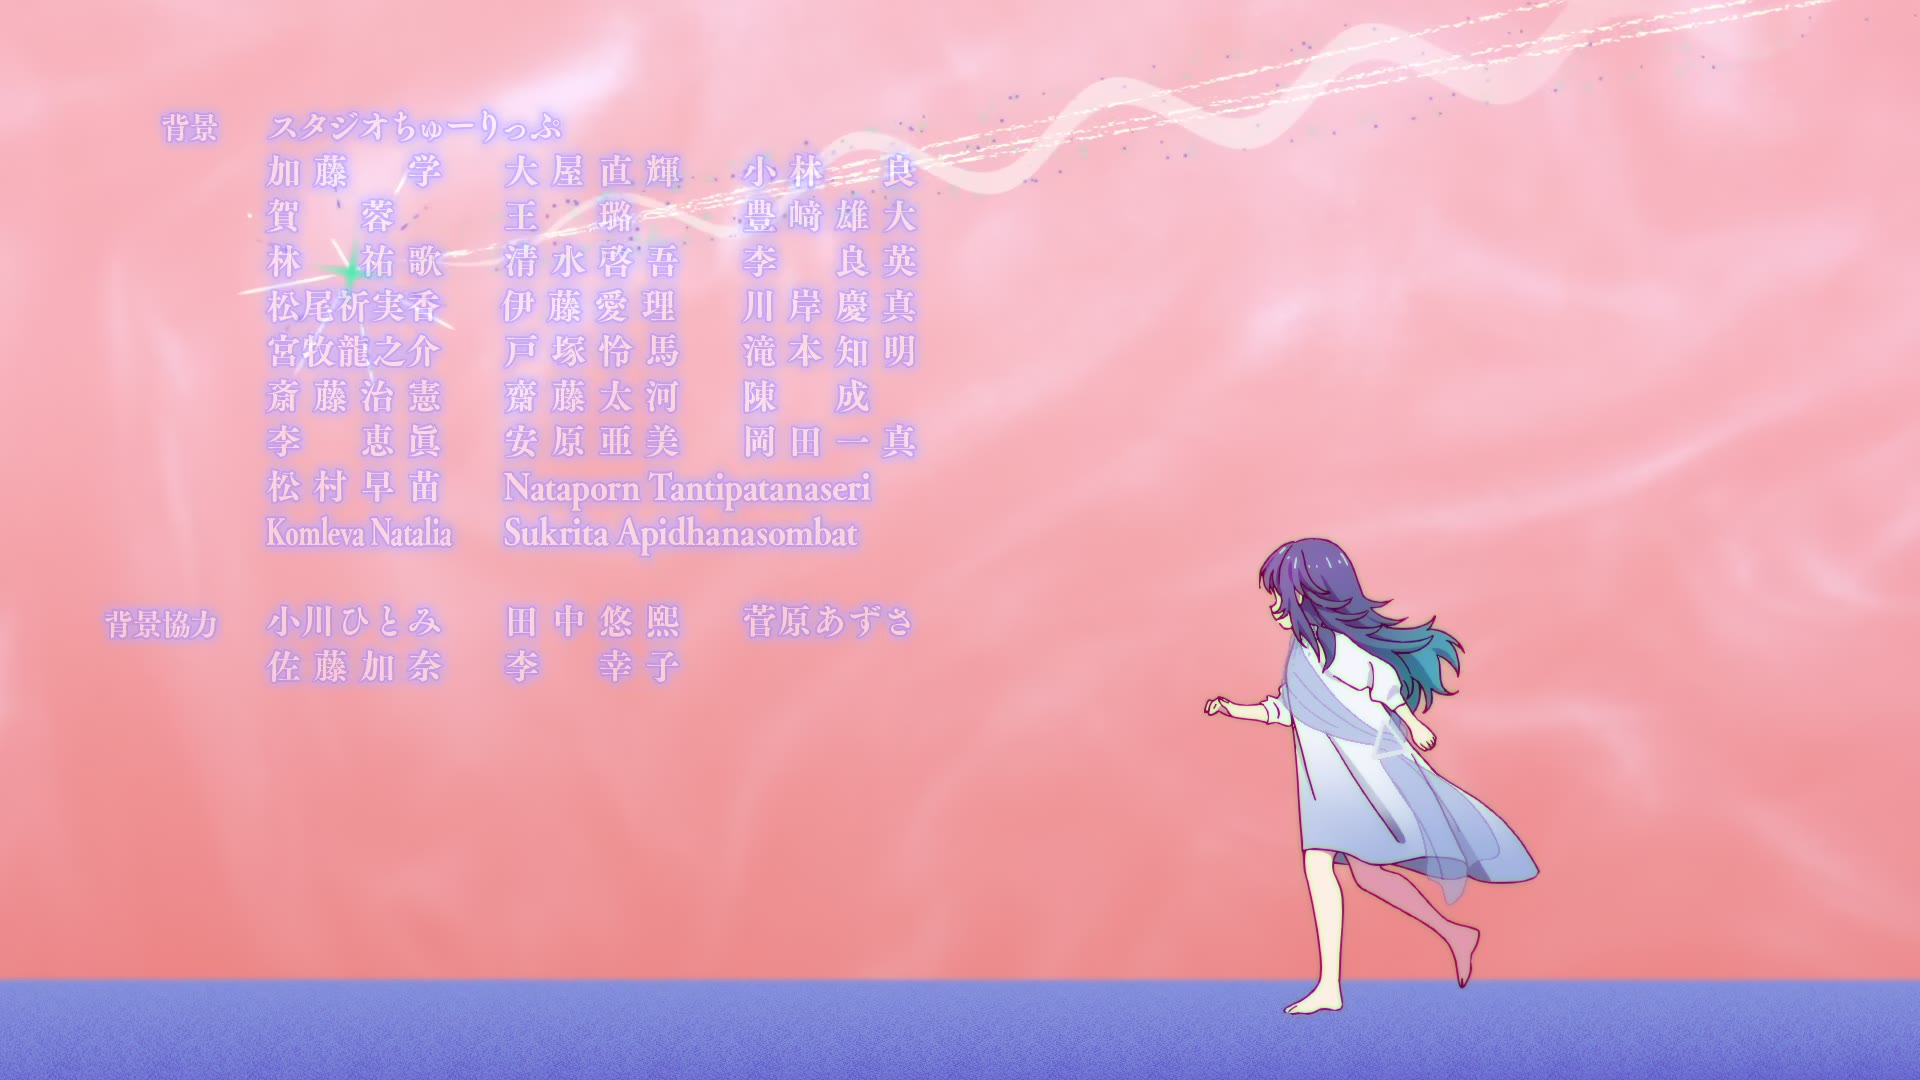 背景 スタジオちゅーりっぷ
加藤 学 大屋直輝 小林 良
賀 蓉 王 璐 豊﨑雄大
林 祐歌 清水啓吾 李 良英
松尾祈実香 伊藤愛理 川岸慶真
宮牧龍之介 戸塚怜馬 滝本知明
斎藤治憲 齋藤太河 陳 成
李 恵眞 安原亜美 岡田一真
松村早苗 Nataporn Tantipatanaseri
Komleva Natalia Sukrita Apidhanasombat
背景協力 小川ひとみ 田中悠熙 菅原あずさ
佐藤加奈 李 幸子